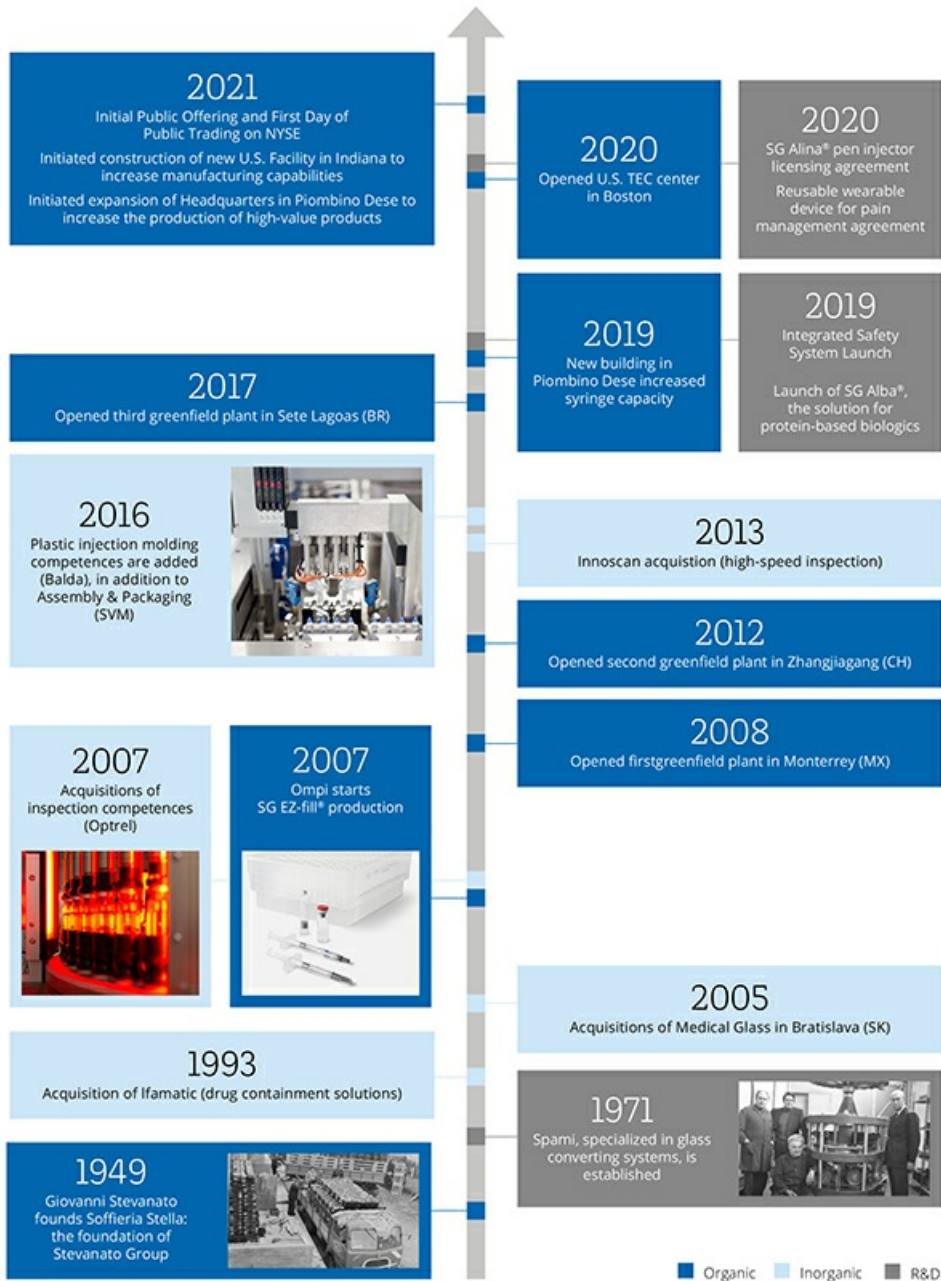 2021
Initial Public Offering and First Day of
Public Trading on NYSE
Initiated construction of new U.S. Facility in Indiana to
increase manufacturing capabilities
Initiated expansion of Headquarters in Piombino Dese to
increase the production of high-value products
2020
Opened U.S. TEC center
in Boston
2020
SG Alina® pen injector
licensing agreement
Reusable wearable
device for pain
management agreement
2019
New building in
Piombino Dese increased
syringe capacity
2019
Integrated Safety
System Launch
Launch of SG Alba®,
the solution for
protein-based biologics
2017
Opened third greenfield plant in Sete Lagoas (BR)
2016
Plastic injection molding
competences are added
(Balda), in addition to
Assembly & Packaging
(SVM)
2013
Innoscan acquistion (high-speed inspection)
2012
Opened second greenfield plant in Zhangjiagang (CH)
2008
Opened firstgreenfield plant in Monterrey (MX)
2007
Acquisitions of
inspection competences
(Optrel)
2007
Ompi starts
SG EZ-fill® production
2005
Acquisitions of Medical Glass in Bratislava (SK)
1993
Acquisition of Ifamatic (drug containment solutions)
1971
Spami, specialized in glass
converting systems, is
established
1949
Giovanni Stevanato
founds Soffieria Stella:
the foundation of
Stevanato Group
Organic
Inorganic
R&D